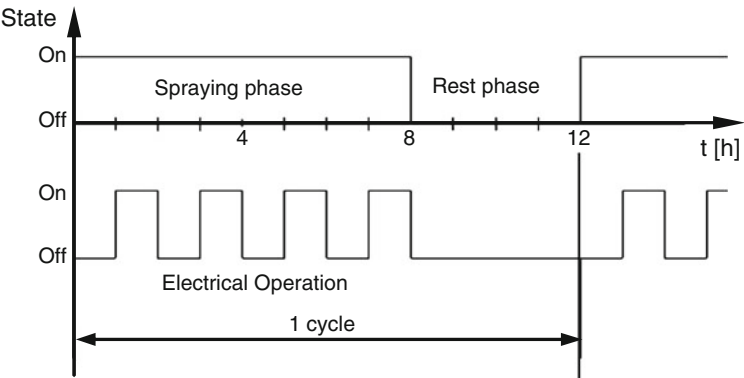 State
On
Spraying phase
Rest phase
Off
4
8
12
t [h]
On
Off
Electrical Operation
1 cycle